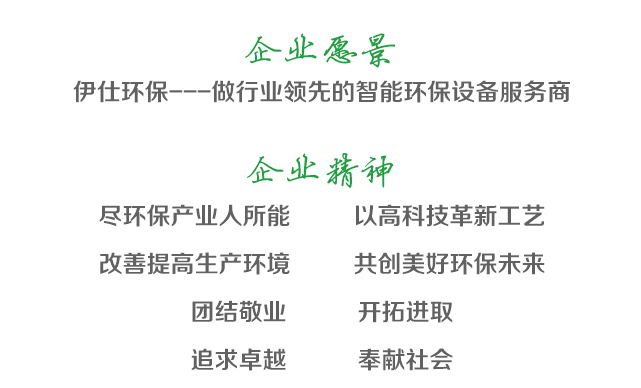 企业愿景
伊仕环保---做行业领先的智能环保设备服务商
企业精神
尽环保产业人所能 以高科技革新工艺
改善提高生产环境 共创美好环保未来
团结敬业 开拓进取
追求卓越 奉献社会